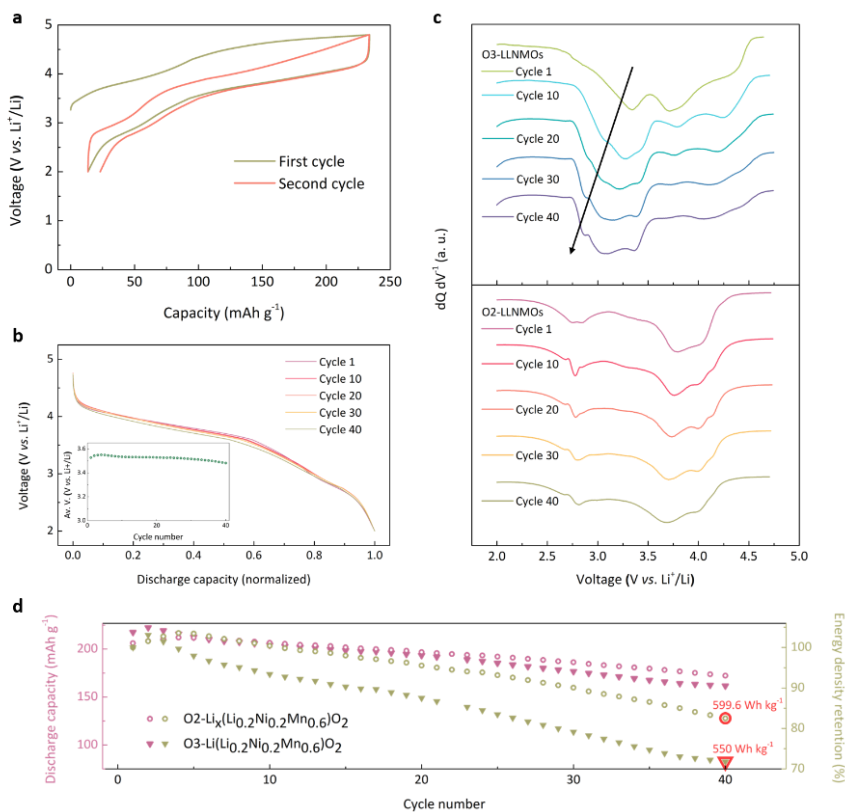 a
5
4
3
2
1
0
50
100
150
200
250
Voltage (V vs. Li⁺/Li)
Capacity (mAh g⁻¹)
First cycle
Second cycle
b
5
4
3
2
0.0
0.2
0.4
0.6
0.8
1.0
Voltage (V vs. Li⁺/Li)
Discharge capacity (normalized)
Cycle 1
Cycle 10
Cycle 20
Cycle 30
Cycle 40
3.6
3.3
3.0
0
20
40
Av. V. (V vs. Li+/Li)
Cycle number
c
O3-LLNMOs
Cycle 1
Cycle 10
Cycle 20
Cycle 30
Cycle 40
dQ dV⁻¹ (a. u.)
O2-LLNMOs
Cycle 1
Cycle 10
Cycle 20
Cycle 30
Cycle 40
2.0
2.5
3.0
3.5
4.0
4.5
5.0
Voltage (V vs. Li⁺/Li)
d
Discharge capacity (mAh g⁻¹)
200
150
100
O2-Liₓ(Li₀.₂Ni₀.₂Mn₀.₆)O₂
O3-Li(Li₀.₂Ni₀.₂Mn₀.₆)O₂
599.6 Wh kg⁻¹
550 Wh kg⁻¹
100
90
80
70
Energy density retention (%)
0
10
20
30
40
Cycle number